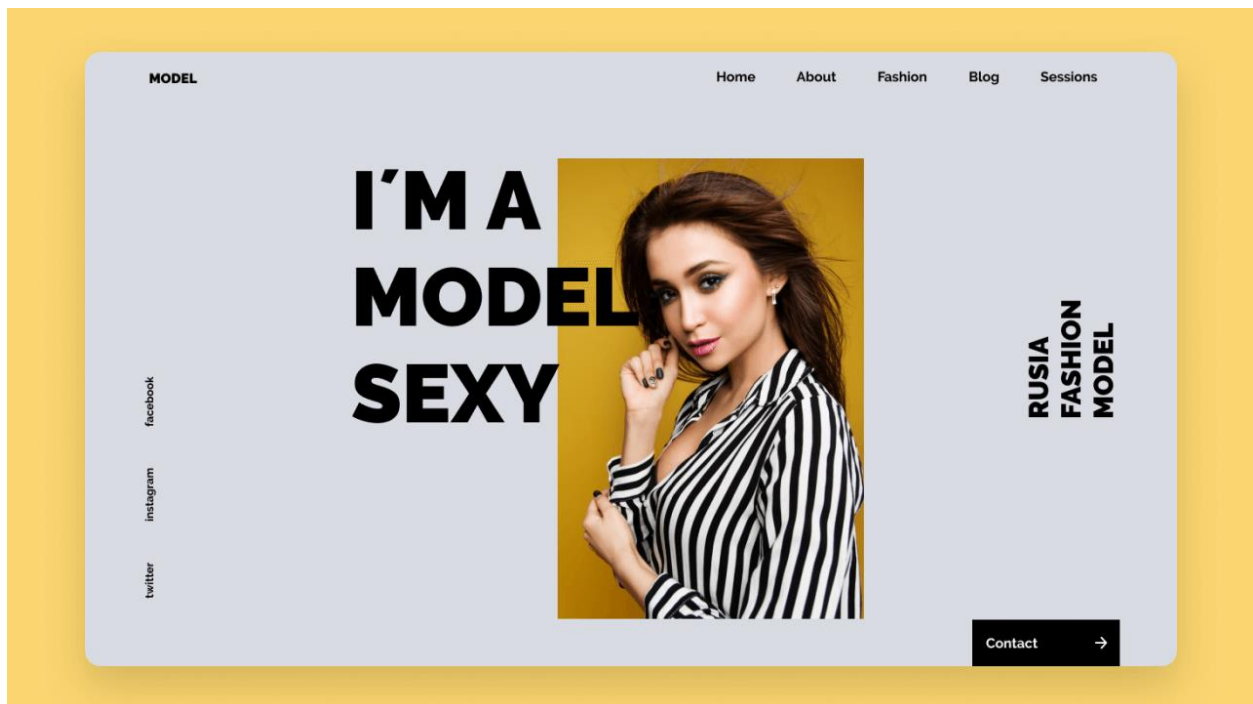 MODEL
Home About Fashion Blog Sessions
I´M A
MODEL
SEXY
facebook
instagram
twitter
RUSIA
FASHION
MODEL
Contact →